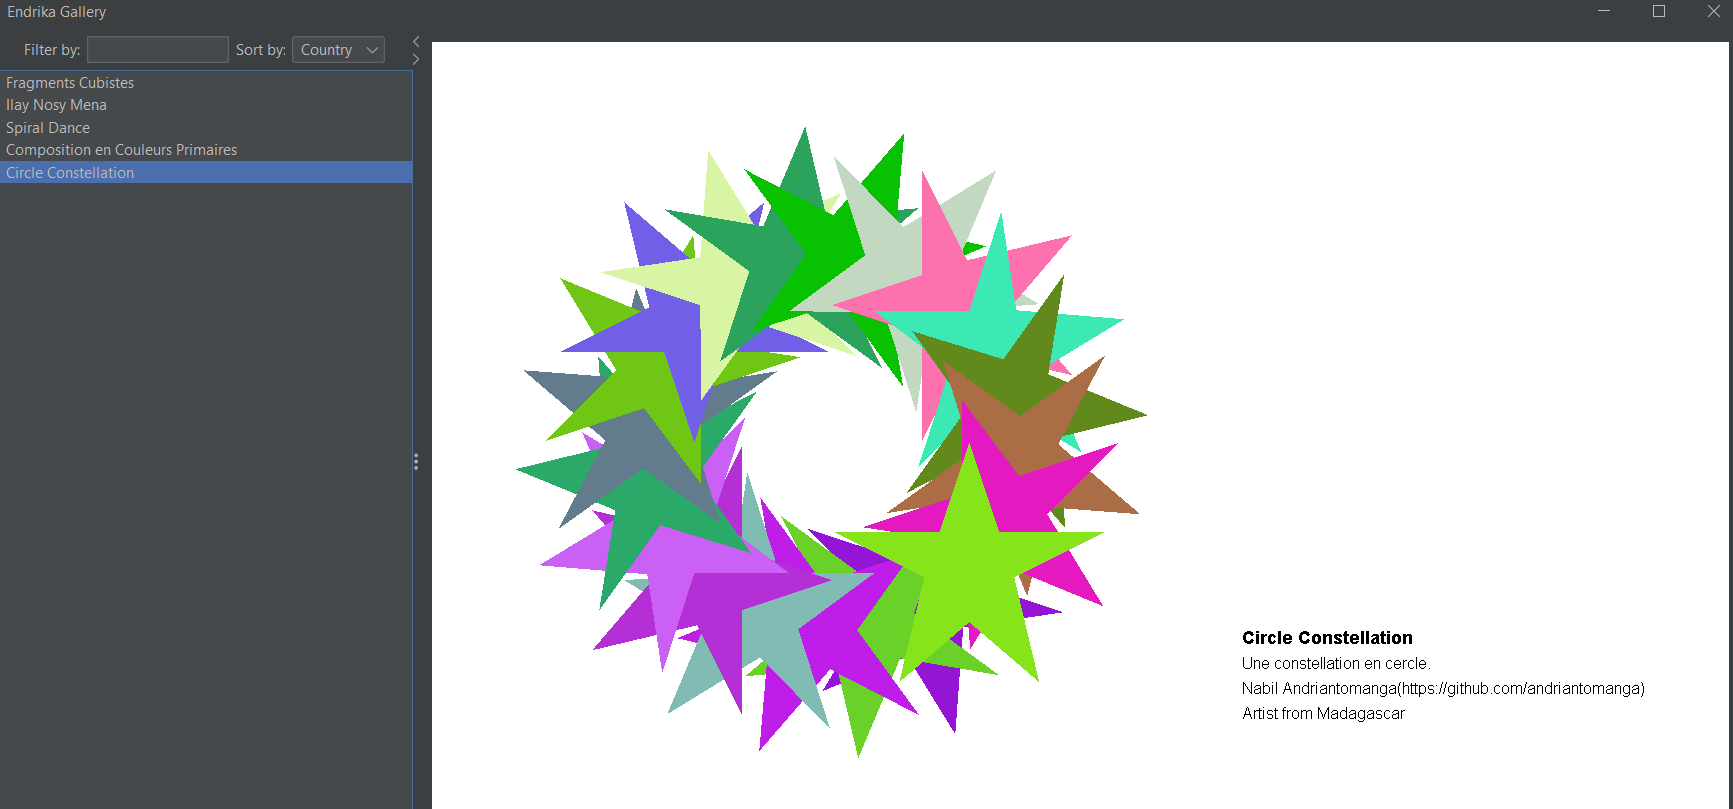 Endrika Gallery
Filter by: Sort by: Country
Fragments Cubistes
Ilay Nosy Mena
Spiral Dance
Composition en Couleurs Primaires
Circle Constellation
Circle Constellation
Une constellation en cercle.
Nabil Andriantomanga(https://github.com/andriantomanga)
Artist from Madagascar